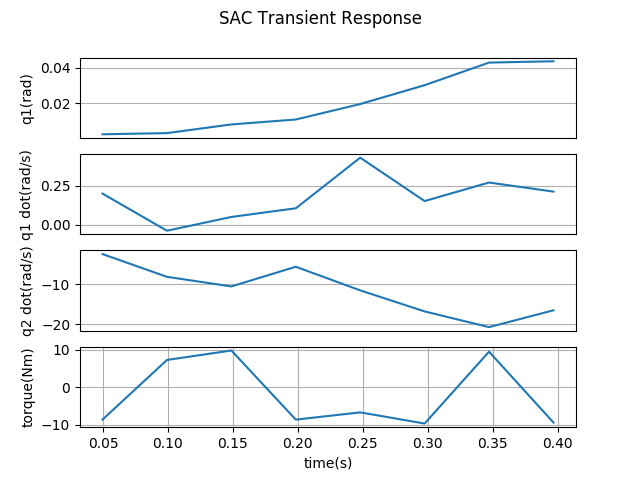 SAC Transient Response
q1(rad)
0.04
0.02
q1 dot(rad/s)
0.25
0.00
q2 dot(rad/s)
−10
−20
torque(Nm)
10
0
−10
0.05 0.10 0.15 0.20 0.25 0.30 0.35 0.40
time(s)